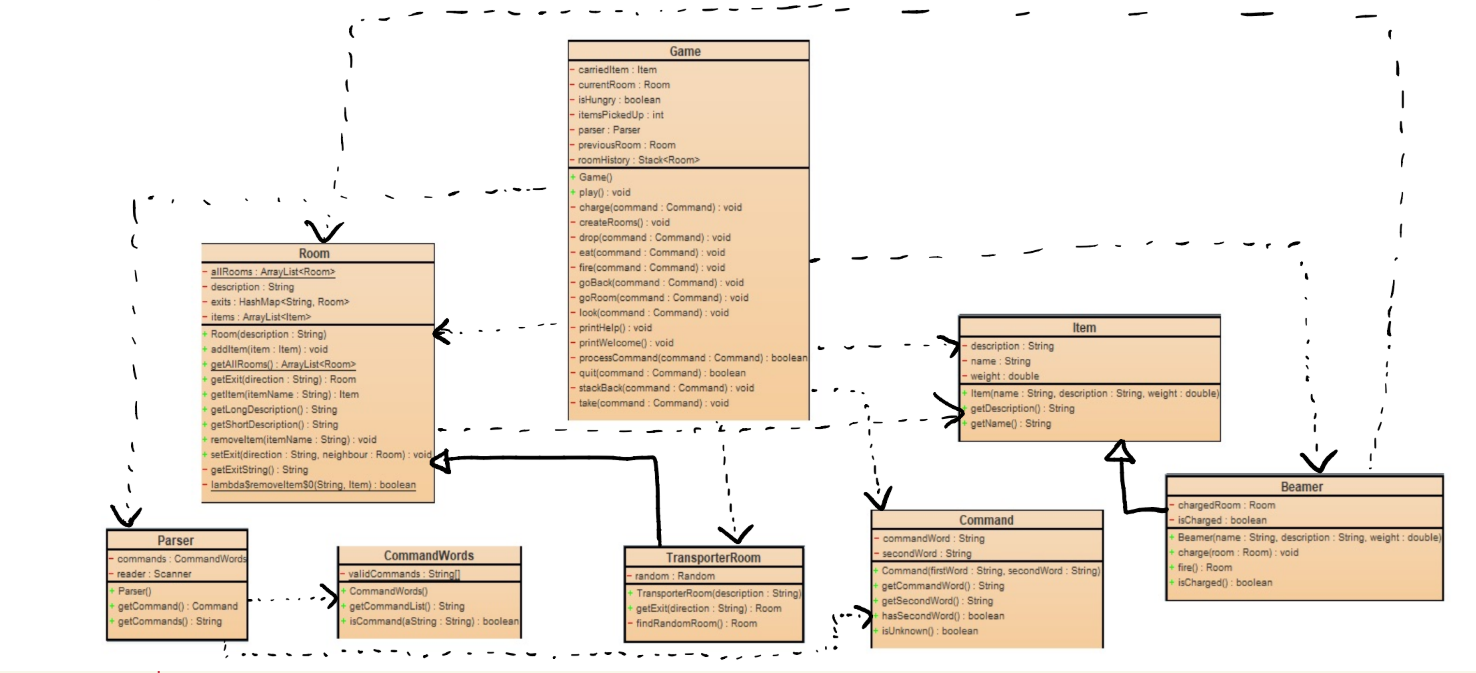 Game
- carriedItem : Item
- currentRoom : Room
- isHungry : boolean
- itemsPickedUp : int
- parser : Parser
- previousRoom : Room
- roomHistory : Stack<Room>
+ Game()
+ play() : void
- charge(command : Command) : void
- createRooms() : void
- drop(command : Command) : void
- eat(command : Command) : void
- fire(command : Command) : void
- goBack(command : Command) : void
- goRoom(command : Command) : void
- look(command : Command) : void
- printHelp() : void
- printWelcome() : void
- processCommand(command : Command) : boolean
- quit(command : Command) : boolean
- stackBack(command : Command) : void
- take(command : Command) : void
Room
- allRooms : ArrayList<Room>
- description : String
- exits : HashMap<String, Room>
- items : ArrayList<Item>
+ Room(description : String)
+ addItem(item : Item) : void
+ getAllRooms() : ArrayList<Room>
+ getExit(direction : String) : Room
+ getItem(itemName : String) : Item
+ getLongDescription() : String
+ getShortDescription() : String
+ removeItem(itemName : String) : void
+ setExit(direction : String, neighbour : Room) : void
- getExitString() : String
- lambda$removeItem$0(String, Item) : boolean
Item
- description : String
- name : String
- weight : double
+ Item(name : String, description : String, weight : double)
+ getDescription() : String
+ getName() : String
Beamer
- chargedRoom : Room
- isCharged : boolean
+ Beamer(name : String, description : String, weight : double)
+ charge(room : Room) : void
+ fire() : Room
+ isCharged() : boolean
Parser
- commands : CommandWords
- reader : Scanner
+ Parser()
+ getCommand() : Command
+ getCommands() : String
CommandWords
- validCommands : String[]
+ CommandWords()
+ getCommandList() : String
+ isCommand(aString : String) : boolean
TransporterRoom
- random : Random
+ TransporterRoom(description : String)
+ getExit(direction : String) : Room
- findRandomRoom() : Room
Command
- commandWord : String
- secondWord : String
+ Command(firstWord : String, secondWord : String)
+ getCommandWord() : String
+ getSecondWord() : String
+ hasSecondWord() : boolean
+ isUnknown() : boolean